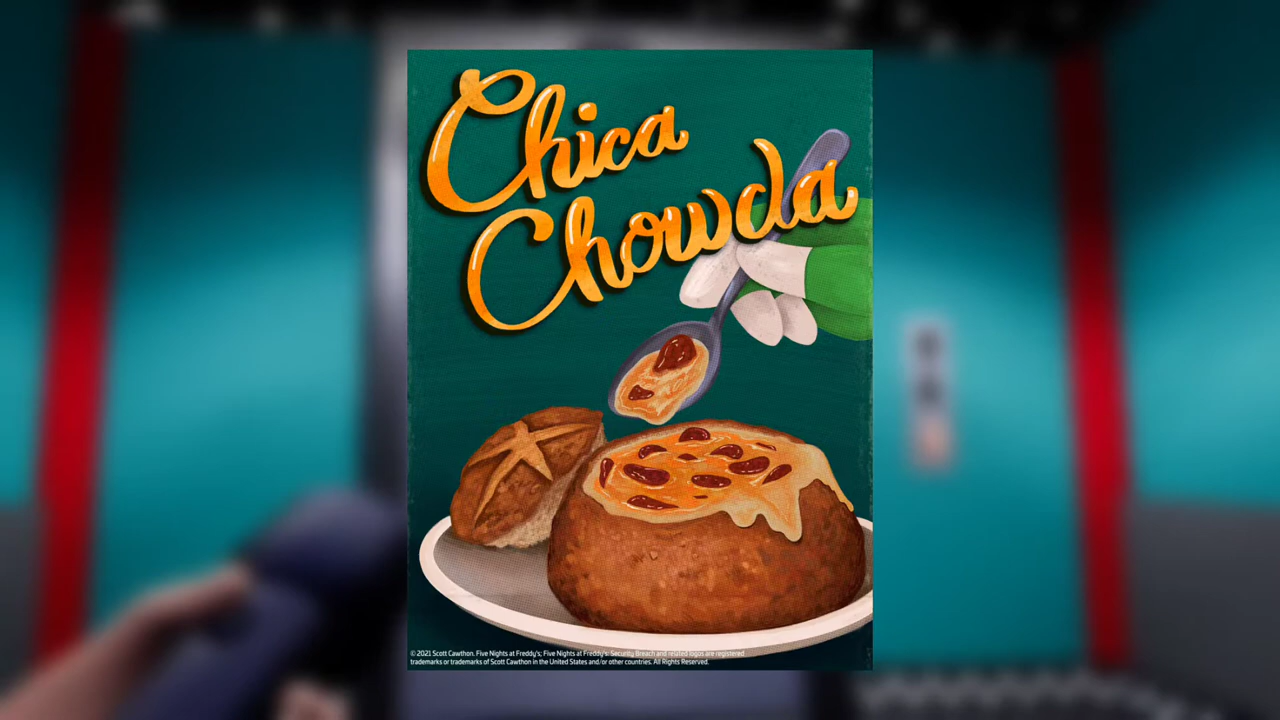 Chica
Chowda
© 2021 Scott Cawthon. Five Nights at Freddy's; Five Nights at Freddy's: Security Breach and related logos are registered
trademarks or trademarks of Scott Cawthon in the United States and/or other countries. All Rights Reserved.